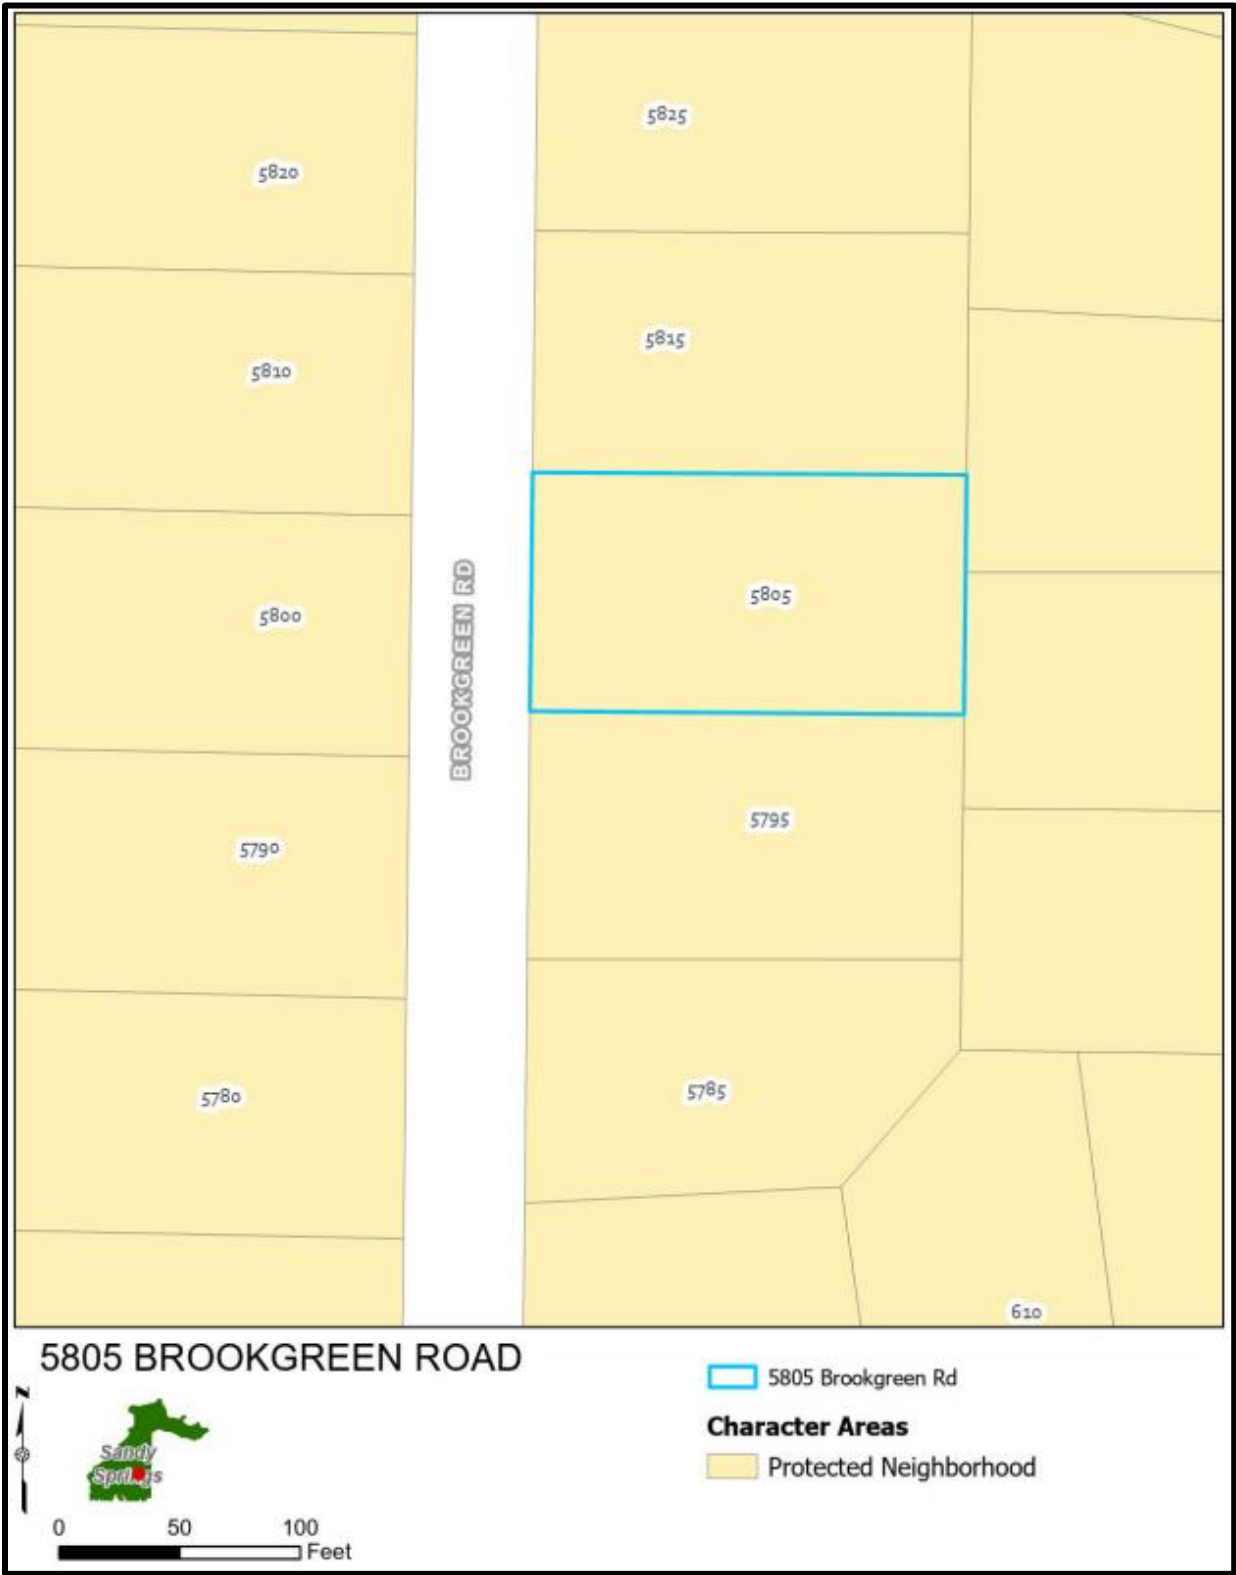 5825
5820
5815
5810
5805
5800
BROOKGREEN RD
5795
5790
5785
5780
610
5805 BROOKGREEN ROAD
5805 Brookgreen Rd
N
Character Areas
Sandy
Springs
Protected Neighborhood
0 50 100
Feet